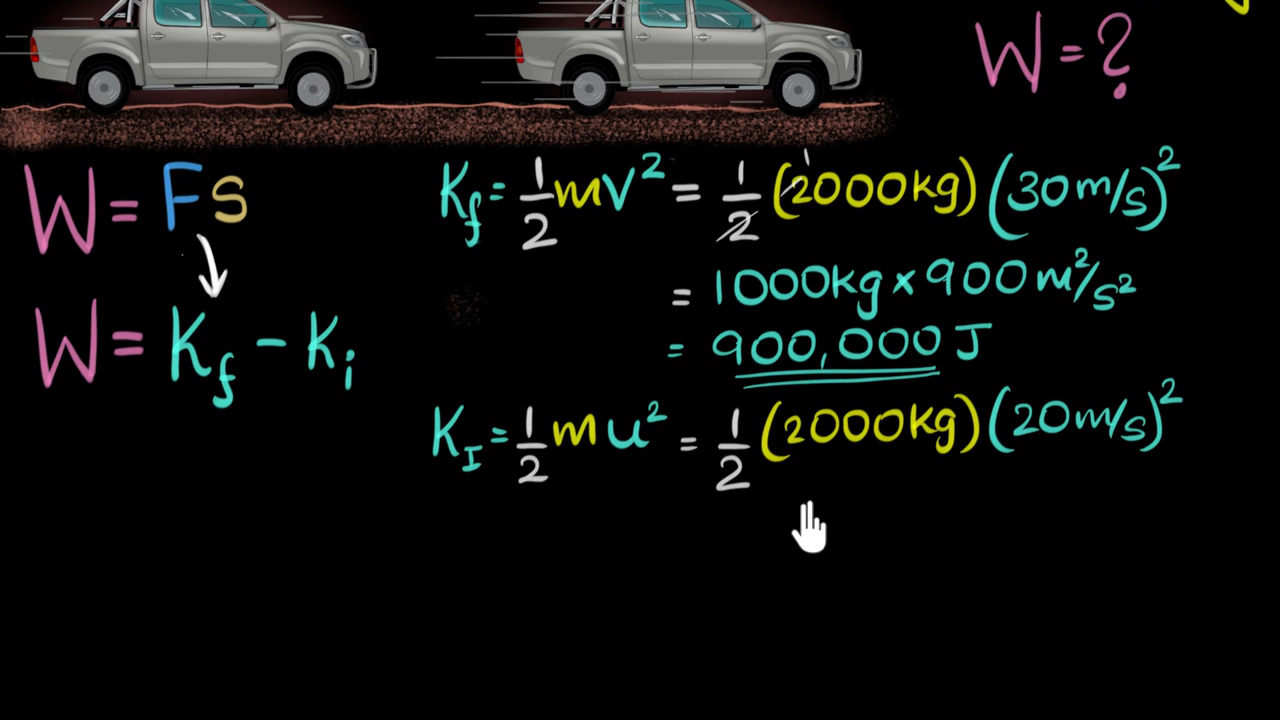 W = ?
W = Fs
W = Kf - Ki
Kf = 1/2 mv² = 1/2 (2000kg) (30m/s)²
1
= 1000kg × 900 m²/s²
= 900,000 J
KI = 1/2 mu² = 1/2 (2000kg) (20m/s)²